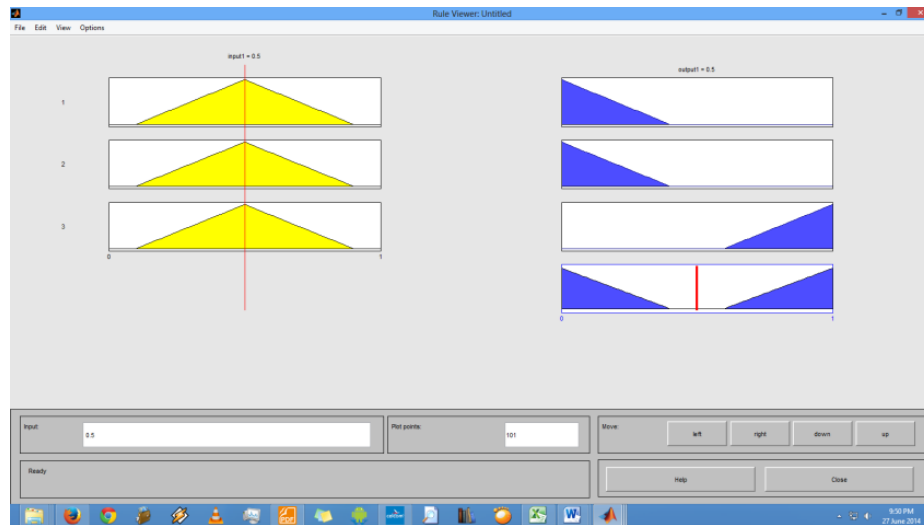 Rule Viewer: Untitled
File Edit View Options
input1 = 0.5
output1 = 0.5
1
2
3
0 1
0 1
Input:
0.5
Plot points:
101
Move:
left
right
down
up
Ready
Help
Close
PDF
9:50 PM
27 June 2014